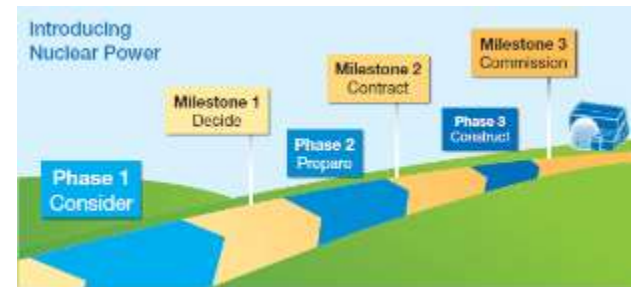 Introducing
Nuclear Power
Phase 1
Consider
Milestone 1
Decide
Phase 2
Prepare
Milestone 2
Contract
Phase 3
Construct
Milestone 3
Commission